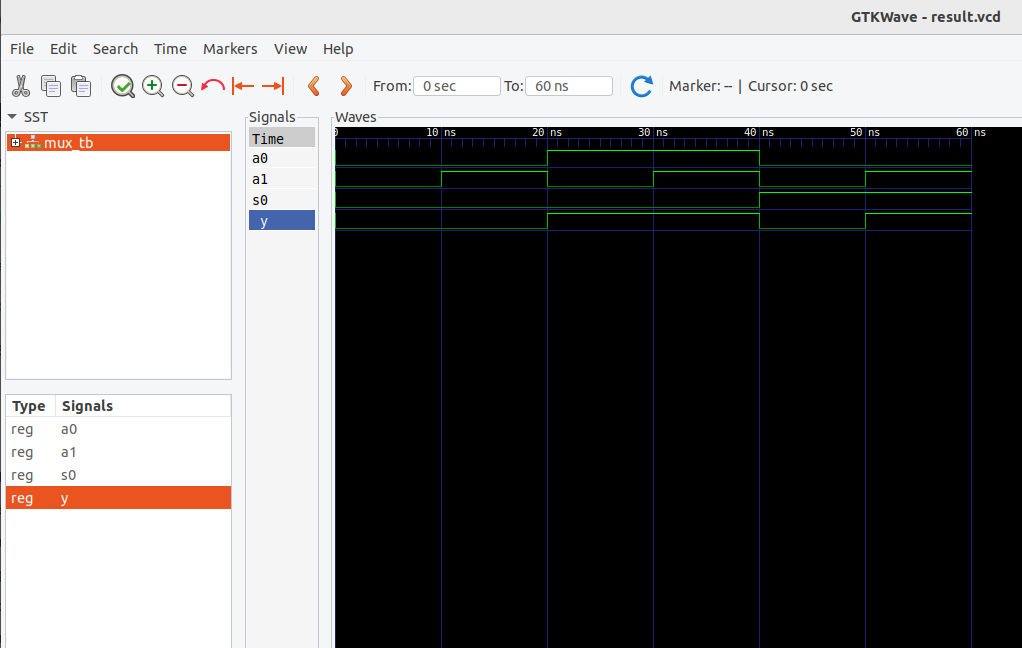 GTKWave - result.vcd
File Edit Search Time Markers View Help
From: 0 sec To: 60 ns Marker: -- | Cursor: 0 sec
SST
mux_tb
Type Signals
reg a0
reg a1
reg s0
reg y
Signals
Time
a0
a1
s0
y
Waves
0 10 ns 20 ns 30 ns 40 ns 50 ns 60 ns